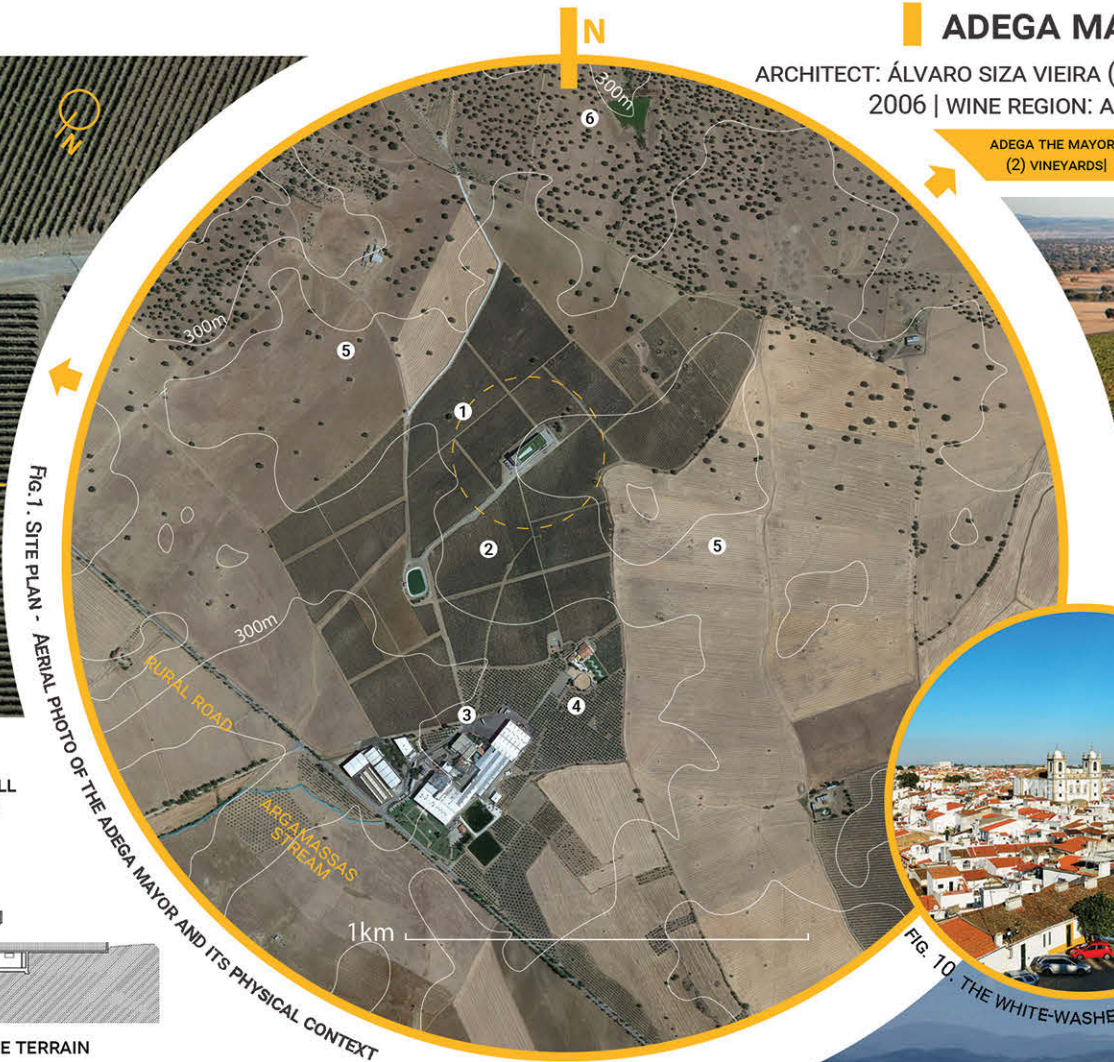 ADEGA MA
ARCHITECT: ÁLVARO SIZA VIEIRA (
2006 | WINE REGION: A
ADEGA THE MAYOR
(2) VINEYARDS|
N
N
300m
6
300m
5
1
2
5
300m
RURAL ROAD
3
4
ARGAMASSAS
STREAM
1km
FIG.1. SITE PLAN - AERIAL PHOTO OF THE ADEGA MAYOR AND ITS PHYSICAL CONTEXT
LL
E TERRAIN
FIG. 10. THE WHITE-WASHE